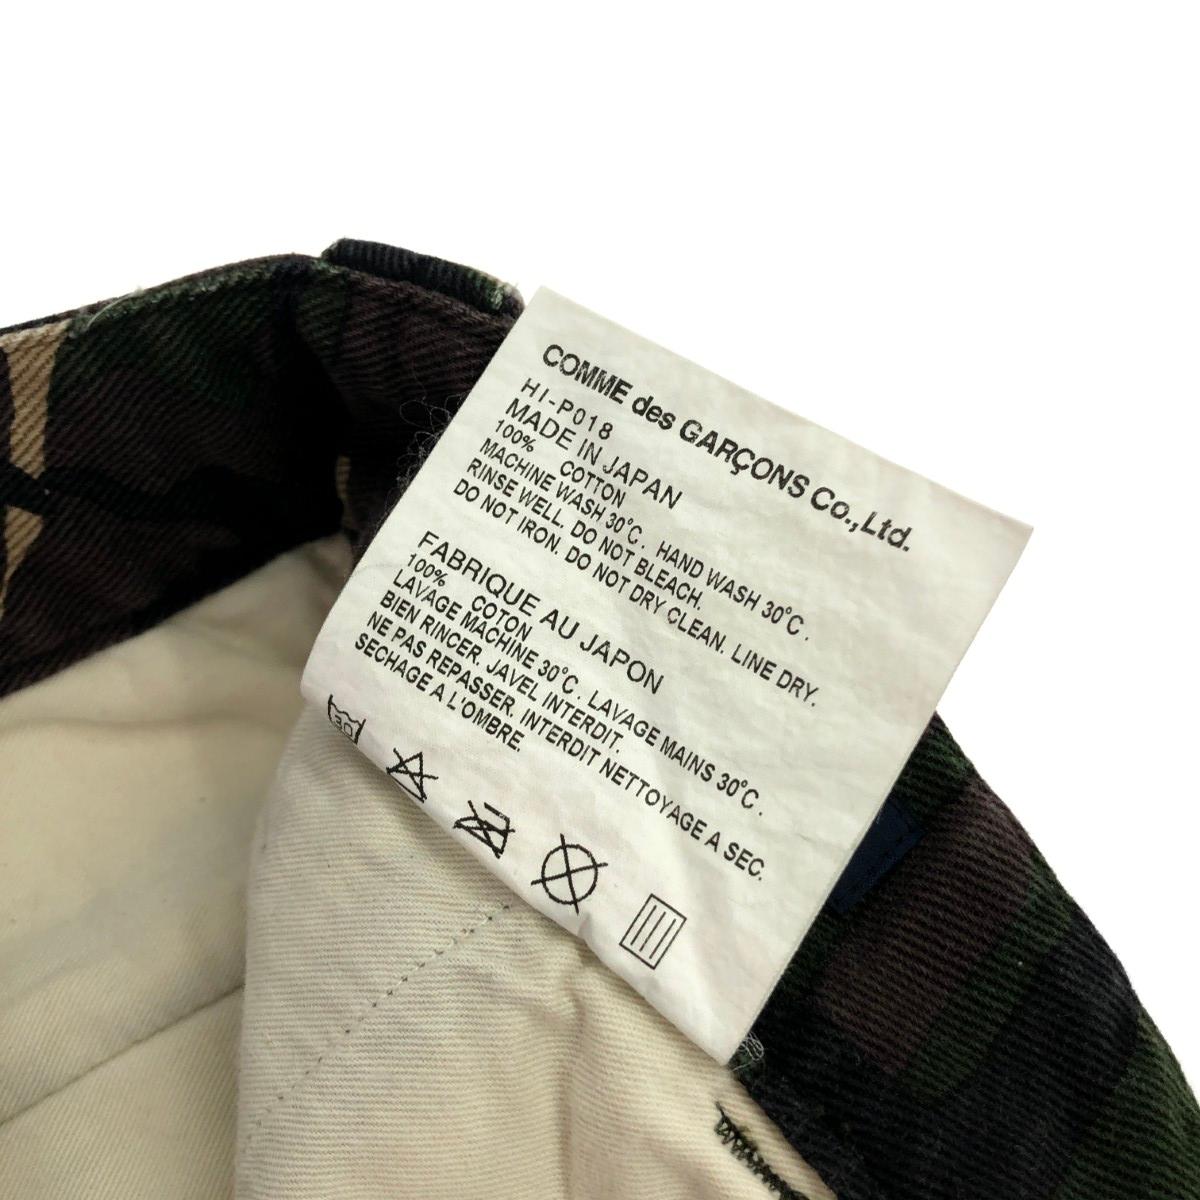 COMME des GARÇONS Co.,Ltd.
HI-P018
MADE IN JAPAN
100% COTTON
MACHINE WASH 30°C. HAND WASH 30°C.
RINSE WELL. DO NOT BLEACH.
DO NOT IRON. DO NOT DRY CLEAN. LINE DRY.
FABRIQUE AU JAPON
100% COTON
LAVAGE MACHINE 30°C. LAVAGE MAINS 30°C.
BIEN RINCER. JAVEL INTERDIT.
NE PAS REPASSER. INTERDIT NETTOYAGE A SEC.
SECHAGE A L'OMBRE.
30